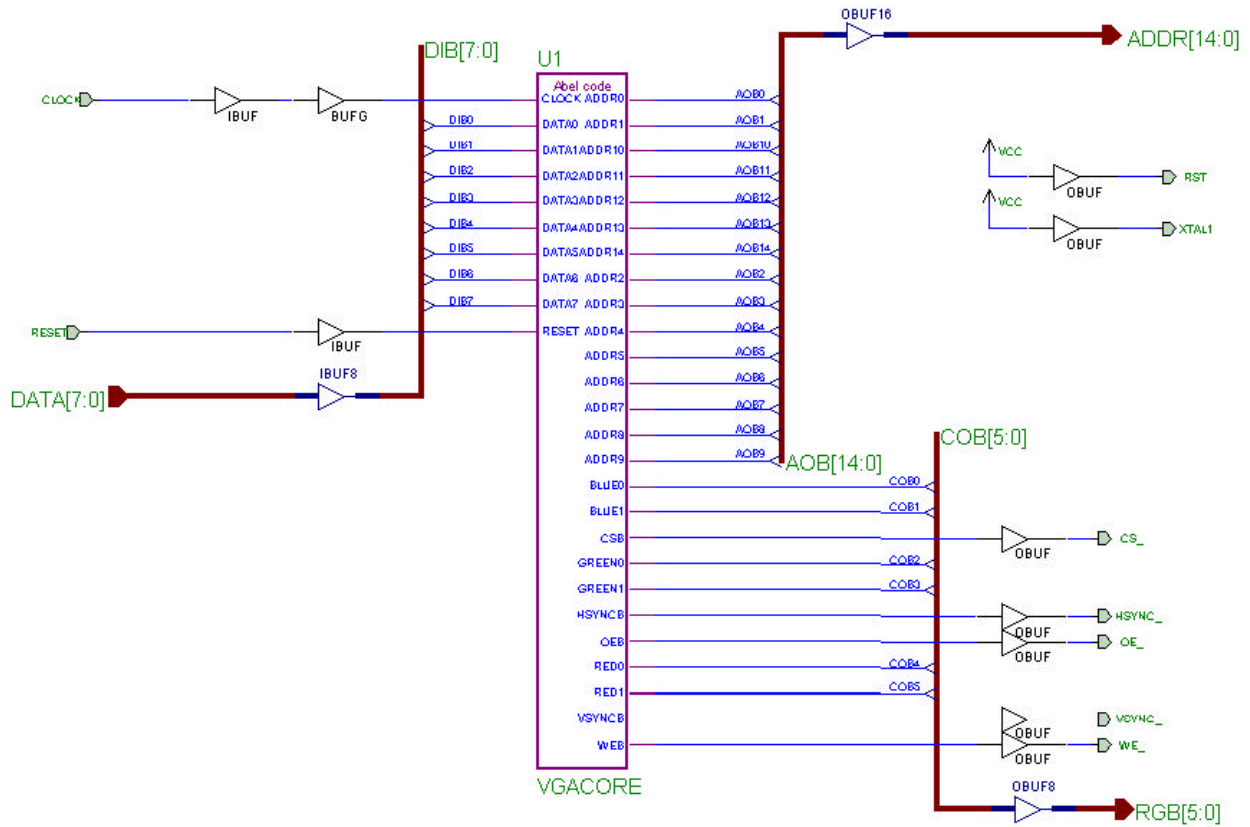 OBUF16
ADDR[14:0]
DIB[7:0]
U1
Abel code
CLOCK IBUF BUFG CLOCK ADDR0 AOB0
DIB0 DATA0 ADDR1 AOB1
DIB1 DATA1 ADDR10 AOB10
VCC
DIB2 DATA2 ADDR11 AOB11
OBUF RST
DIB3 DATA3 ADDR12 AOB12
VCC
DIB4 DATA4 ADDR13 AOB13
OBUF XTAL1
DIB5 DATA5 ADDR14 AOB14
DIB6 DATA6 ADDR2 AOB2
DIB7 DATA7 ADDR3 AOB3
RESET IBUF RESET ADDR4 AOB4
ADDR5 AOB5
IBUF8
DATA[7:0]
ADDR6 AOB6
ADDR7 AOB7
ADDR8 AOB8
ADDR9 AOB9
AOB[14:0]
COB[5:0]
BLUE0 COB0
BLUE1 COB1
CSB OBUF CS_
GREEN0 COB2
GREEN1 COB3
HSYNCB OBUF HSYNC_
OEB OBUF OE_
RED0 COB4
RED1 COB5
VSYNCB OBUF VSYNC_
WEB OBUF WE_
VGACORE
OBUF8
RGB[5:0]